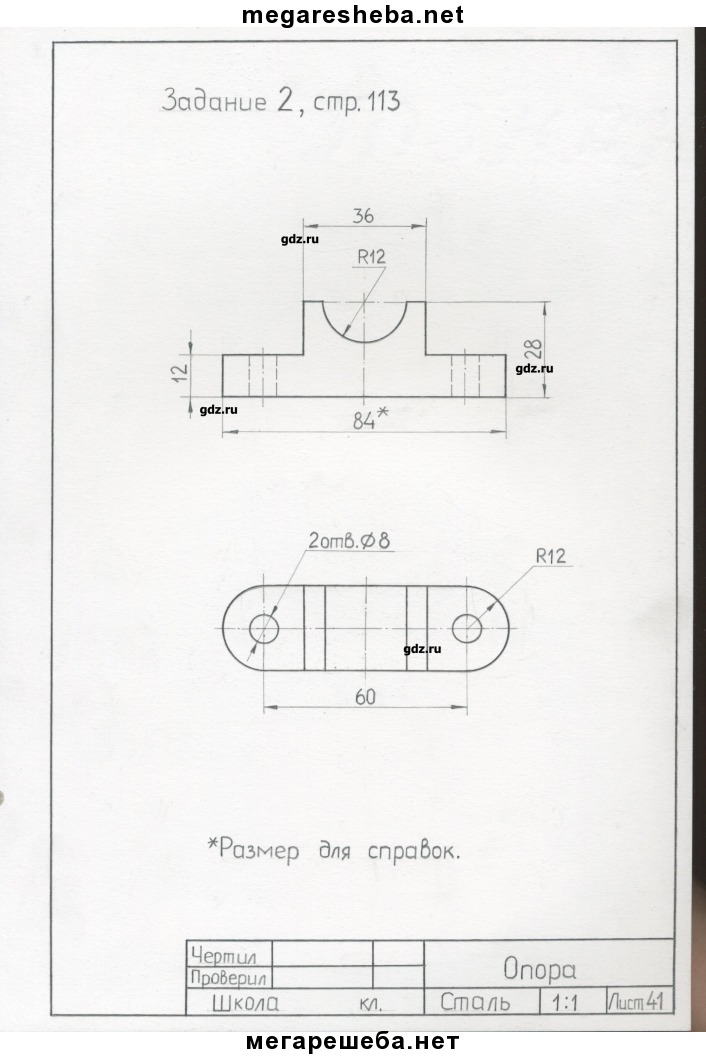 megaresheba.net
Задание 2, стр. 113
36
gdz.ru
R12
28
gdz.ru
12
gdz.ru
84*
2отв.⌀8
R12
gdz.ru
60
*Размер для справок.
Чертил
Проверил
Опора
Школа кл. Сталь 1:1 Лист 41
мегарешеба.нет